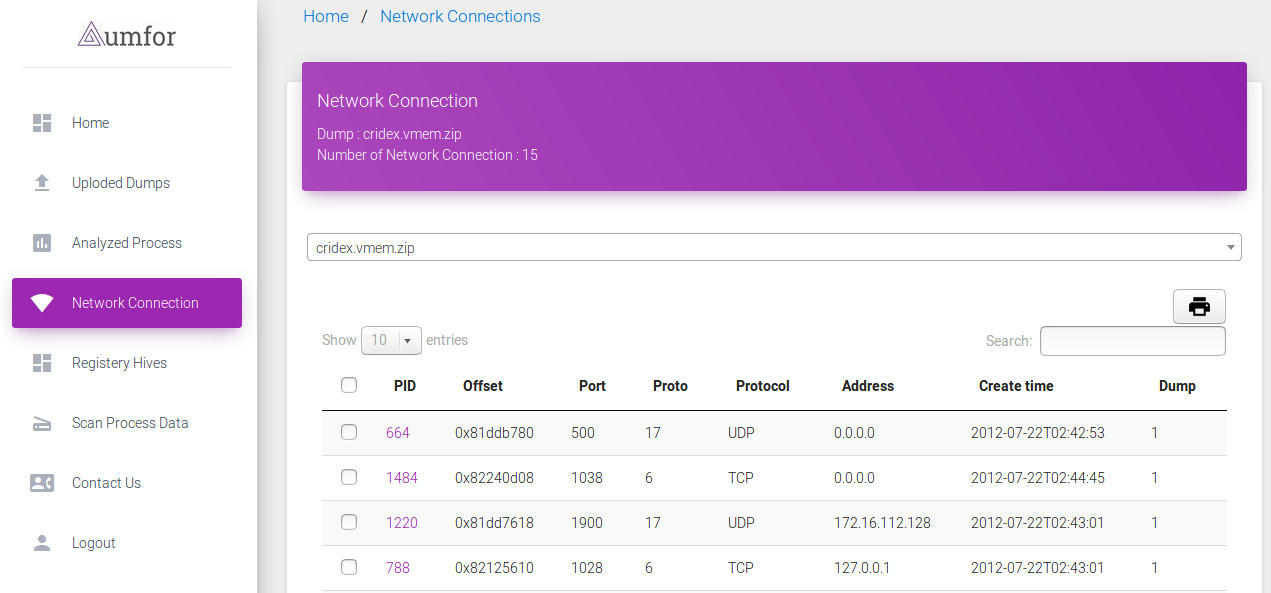 umfor
Home
Uploded Dumps
Analyzed Process
Network Connection
Registery Hives
Scan Process Data
Contact Us
Logout
Home / Network Connections
Network Connection
Dump : cridex.vmem.zip
Number of Network Connection : 15
cridex.vmem.zip
Show 10 entries
Search:
PID Offset Port Proto Protocol Address Create time Dump
664 0x81ddb780 500 17 UDP 0.0.0.0 2012-07-22T02:42:53 1
1484 0x82240d08 1038 6 TCP 0.0.0.0 2012-07-22T02:44:45 1
1220 0x81dd7618 1900 17 UDP 172.16.112.128 2012-07-22T02:43:01 1
788 0x82125610 1028 6 TCP 127.0.0.1 2012-07-22T02:43:01 1